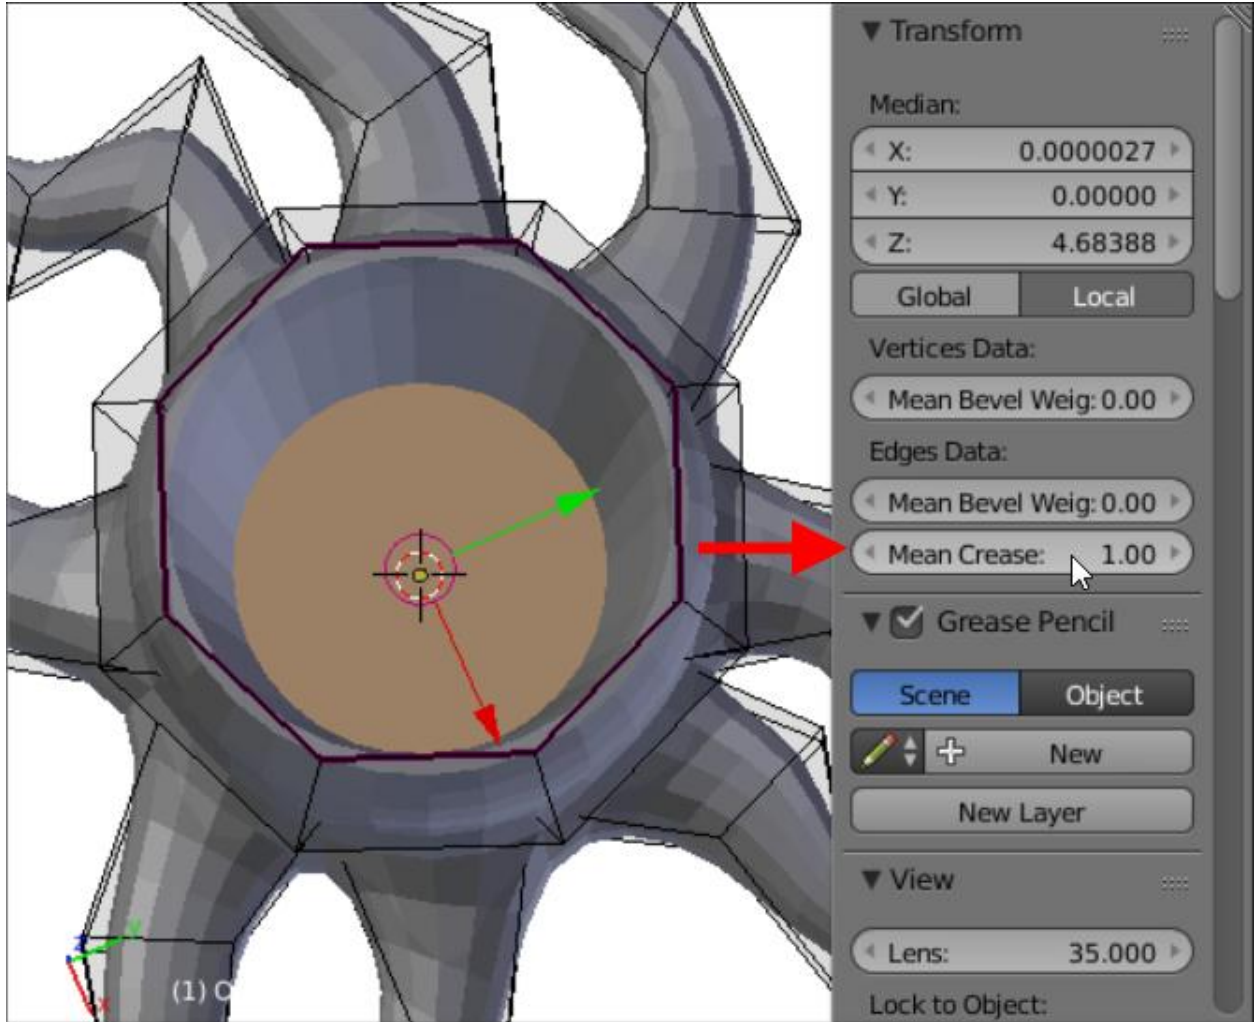 Transform
Median:
X: 0.0000027
Y: 0.00000
Z: 4.68388
Global Local
Vertices Data:
Mean Bevel Weig: 0.00
Edges Data:
Mean Bevel Weig: 0.00
Mean Crease: 1.00
Grease Pencil
Scene Object
New
New Layer
View
Lens: 35.000
Lock to Object:
z y
x
(1) O